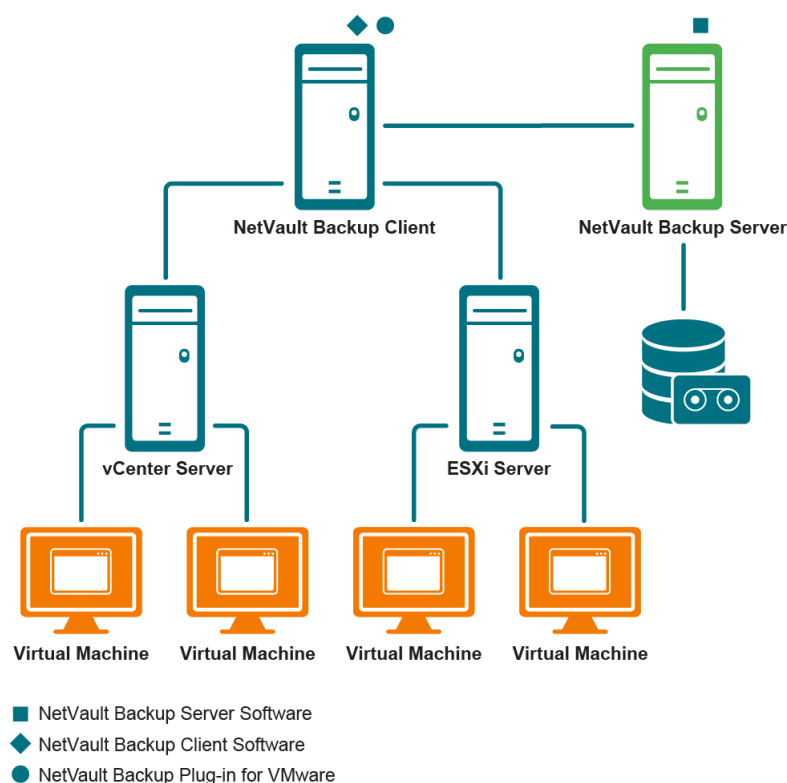 NetVault Backup Client
NetVault Backup Server
vCenter Server
ESXi Server
Virtual Machine
Virtual Machine
Virtual Machine
Virtual Machine
NetVault Backup Server Software
NetVault Backup Client Software
NetVault Backup Plug-in for VMware